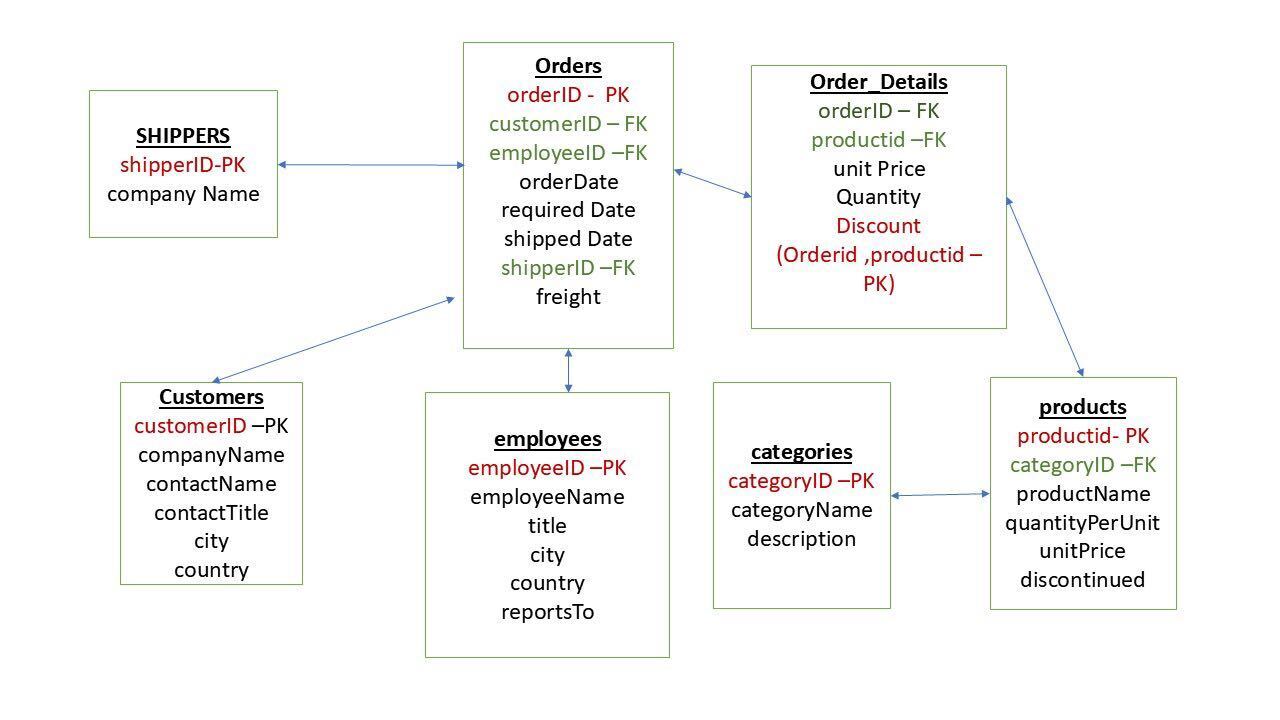 SHIPPERS
shipperID-PK
company Name
Orders
orderID -  PK
customerID – FK
employeeID –FK
orderDate
required Date
shipped Date
shipperID –FK
freight
Order_Details
orderID – FK
productid –FK
unit Price
Quantity
Discount
(Orderid ,productid –
PK)
Customers
customerID –PK
companyName
contactName
contactTitle
city
country
employees
employeeID –PK
employeeName
title
city
country
reportsTo
categories
categoryID –PK
categoryName
description
products
productid- PK
categoryID –FK
productName
quantityPerUnit
unitPrice
discontinued